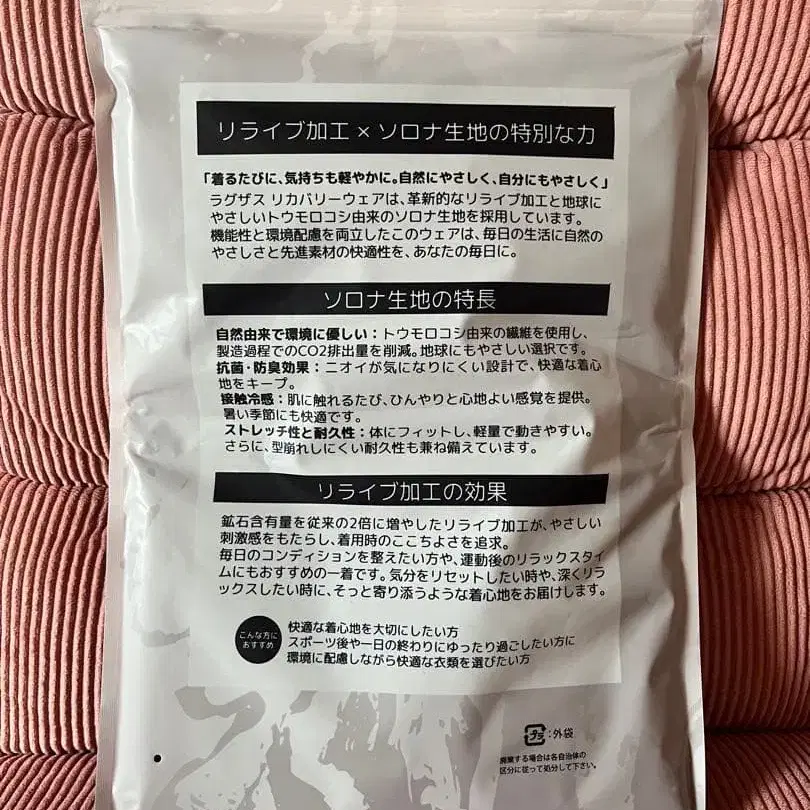 リライブ加工 × ソロナ生地の特別な力
「着るたびに、気持ちも軽やかに。自然にやさしく、自分にもやさしく」
ラグザス リカバリーウェアは、革新的なリライブ加工と地球に
やさしいトウモロコシ由来のソロナ生地を採用しています。
機能性と環境配慮を両立したこのウェアは、毎日の生活に自然の
やさしさと先進素材の快適性を、あなたの毎日に。
ソロナ生地の特長
自然由来で環境に優しい：トウモロコシ由来の繊維を使用し、
製造過程でのCO2排出量を削減。地球にもやさしい選択です。
抗菌・防臭効果：ニオイが気になりにくい設計で、快適な着心
地をキープ。
接触冷感：肌に触れるたび、ひんやりと心地よい感覚を提供。
暑い季節にも快適です。
ストレッチ性と耐久性：体にフィットし、軽量で動きやすい。
さらに、型崩れしにくい耐久性も兼ね備えています。
リライブ加工の効果
鉱石含有量を従来の2倍に増やしたリライブ加工が、やさしい
刺激感をもたらし、着用時のここちよさを追求。
毎日のコンディションを整えたい方や、運動後のリラックスタイ
ムにもおすすめの一着です。気分をリセットしたい時や、深くリラ
ックスしたい時に、そっと寄り添うような着心地をお届けします。
こんな方に
おすすめ
快適な着心地を大切にしたい方
スポーツ後や一日の終わりにゆったり過ごしたい方に
環境に配慮しながら快適な衣類を選びたい方
プラ：外袋
廃棄する場合は各自治体の
区分に従って処分して下さい。